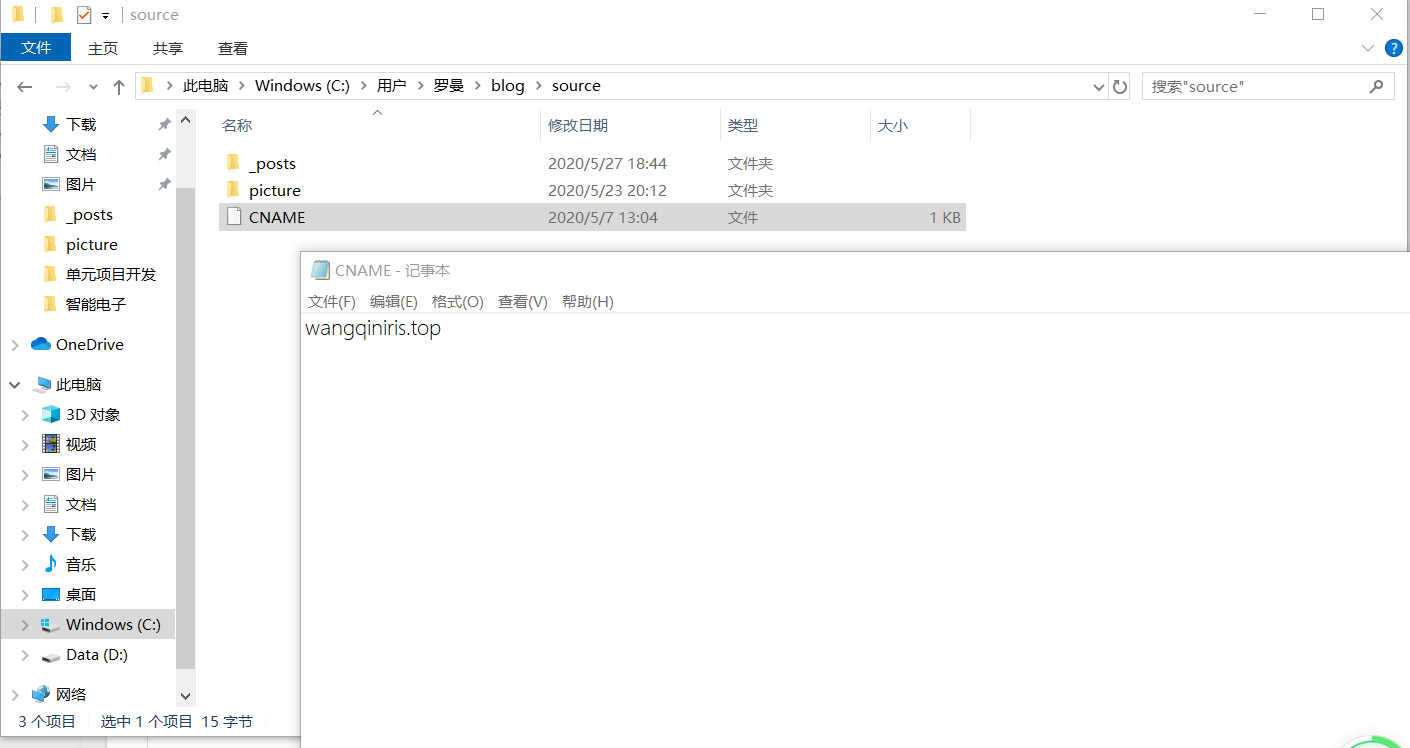 source
文件 主页 共享 查看
此电脑 Windows (C:) 用户 罗曼 blog source
搜索"source"
名称 修改日期 类型 大小
_posts 2020/5/27 18:44 文件夹
picture 2020/5/23 20:12 文件夹
CNAME 2020/5/7 13:04 文件 1 KB
下载
文档
图片
_posts
picture
单元项目开发
智能电子
OneDrive
此电脑
3D 对象
视频
图片
文档
下载
音乐
桌面
Windows (C:)
Data (D:)
网络
3 个项目 选中 1 个项目 15 字节
CNAME - 记事本
文件(F) 编辑(E) 格式(O) 查看(V) 帮助(H)
wangqiniris.top